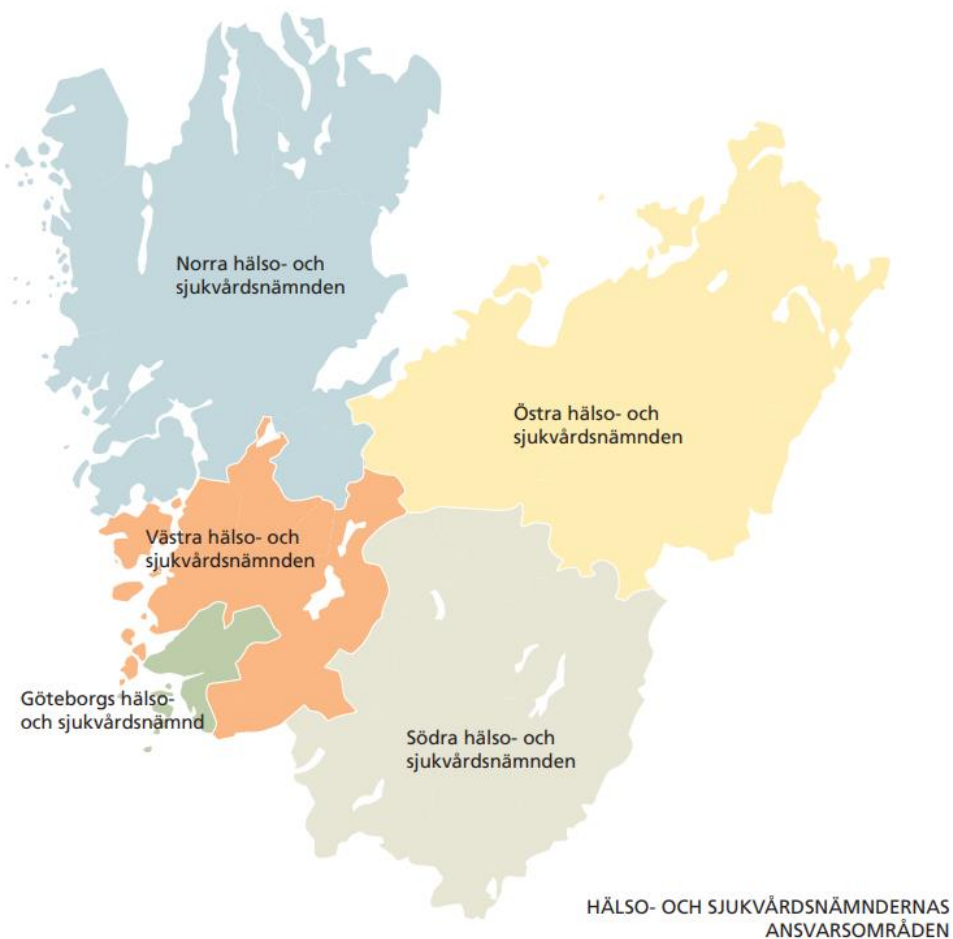 Norra hälso- och
sjukvårdsnämnden
Östra hälso- och
sjukvårdsnämnden
Västra hälso- och
sjukvårdsnämnden
Göteborgs hälso-
och sjukvårdsnämnd
Södra hälso- och
sjukvårdsnämnden
HÄLSO- OCH SJUKVÅRDSNÄMNDERNAS
ANSVARSOMRÅDEN